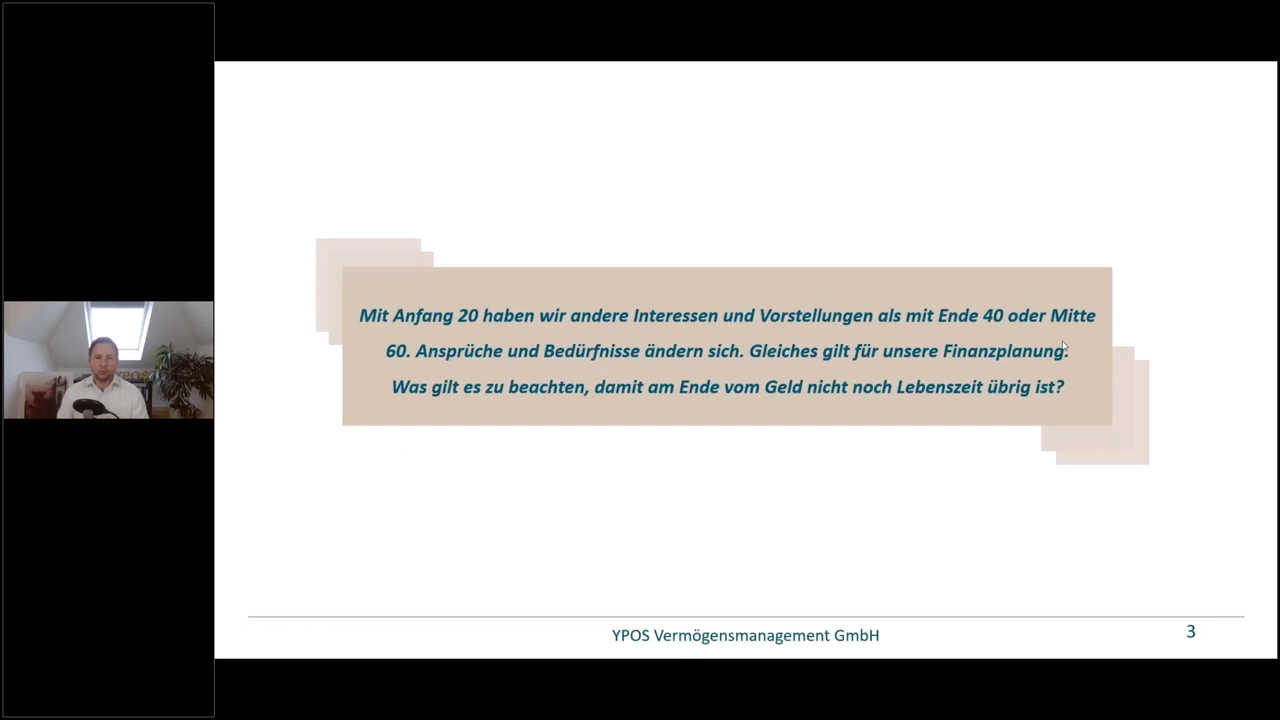 Mit Anfang 20 haben wir andere Interessen und Vorstellungen als mit Ende 40 oder Mitte
60. Ansprüche und Bedürfnisse ändern sich. Gleiches gilt für unsere Finanzplanung.
Was gilt es zu beachten, damit am Ende vom Geld nicht noch Lebenszeit übrig ist?
YPOS Vermögensmanagement GmbH
3